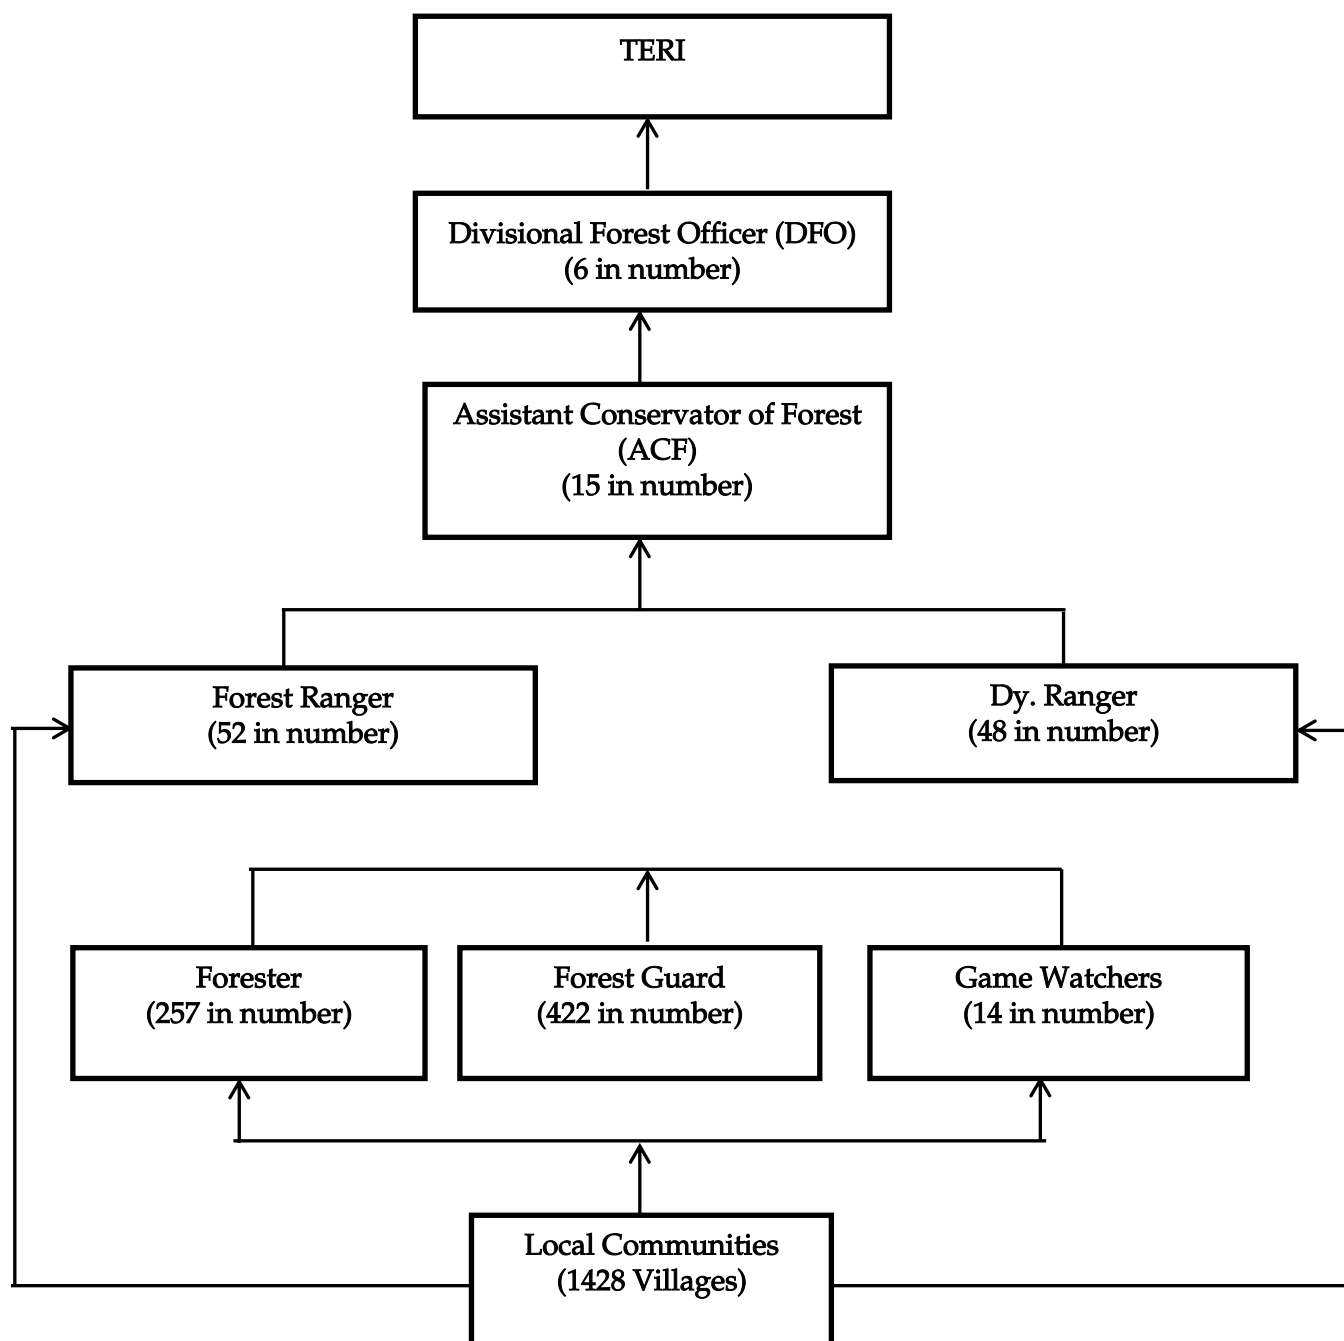 TERI
Divisional Forest Officer (DFO)
(6 in number)
Assistant Conservator of Forest
(ACF)
(15 in number)
Forest Ranger
(52 in number)
Dy. Ranger
(48 in number)
Forester
(257 in number)
Forest Guard
(422 in number)
Game Watchers
(14 in number)
Local Communities
(1428 Villages)